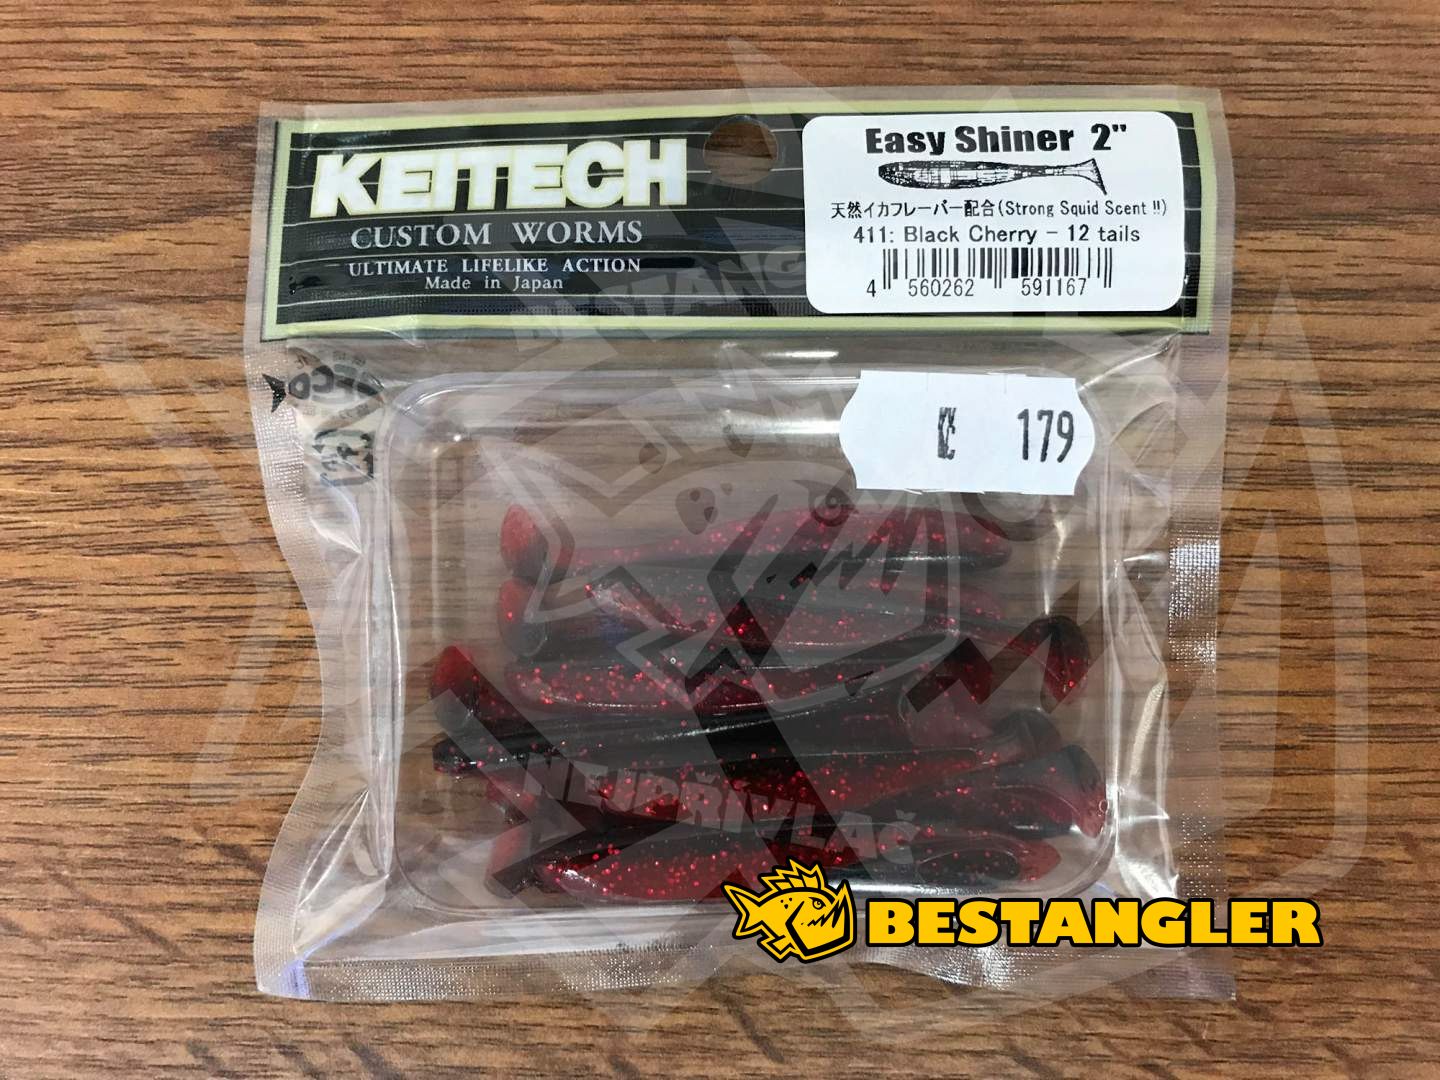 KEITECH
CUSTOM WORMS
ULTIMATE LIFELIKE ACTION
Made in Japan
Easy Shiner 2"
天然イカフレーバー配合(Strong Squid Scent !!)
411: Black Cherry - 12 tails
4 560262 591167
179
NEJPŘÍVLAČ
BESTANGLER